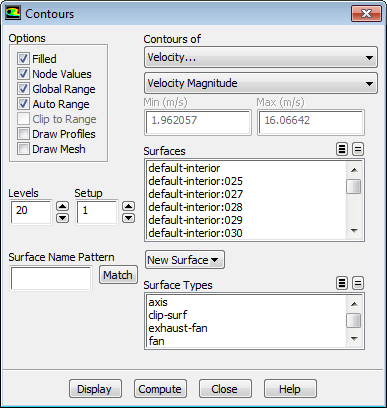 Contours
Options
Filled
Node Values
Global Range
Auto Range
Clip to Range
Draw Profiles
Draw Mesh
Levels
Setup
20
1
Surface Name Pattern
Match
Contours of
Velocity...
Velocity Magnitude
Min (m/s)
Max (m/s)
1.962057
16.06642
Surfaces
default-interior
default-interior:025
default-interior:027
default-interior:028
default-interior:029
default-interior:030
New Surface
Surface Types
axis
clip-surf
exhaust-fan
fan
Display
Compute
Close
Help